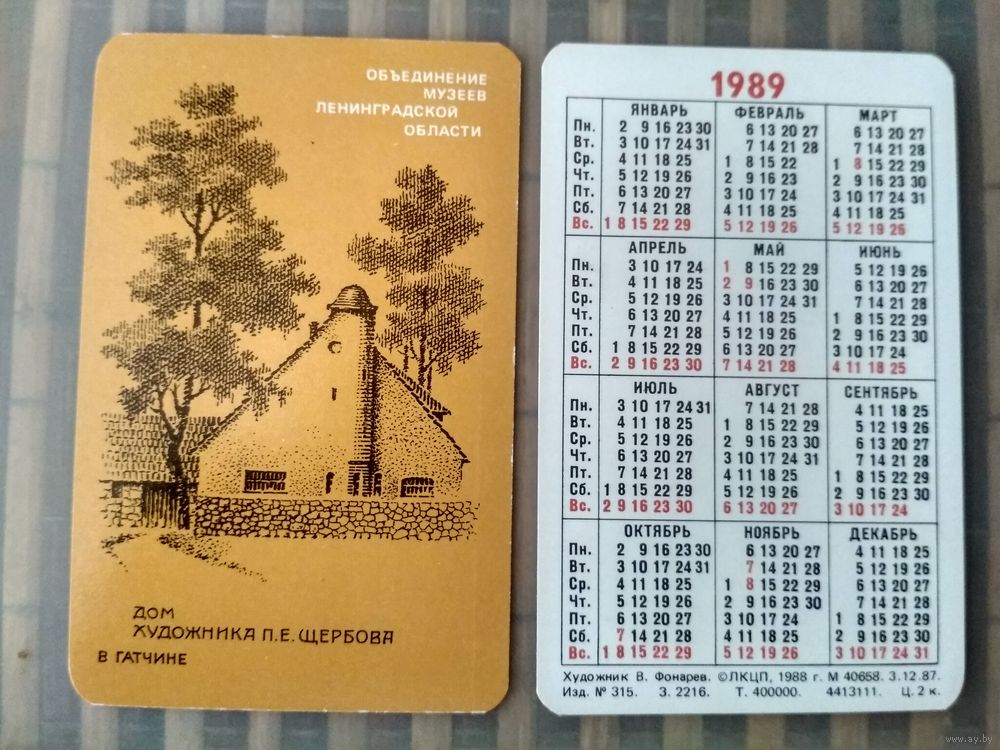 ОБЪЕДИНЕНИЕ
МУЗЕЕВ
ЛЕНИНГРАДСКОЙ
ОБЛАСТИ
ДОМ
ХУДОЖНИКА П.Е. ЩЕРБОВА
В ГАТЧИНЕ
1989
ЯНВАРЬ ФЕВРАЛЬ МАРТ
Пн. 2 9 16 23 30 6 13 20 27 6 13 20 27
Вт. 3 10 17 24 31 7 14 21 28 7 14 21 28
Ср. 4 11 18 25 1 8 15 22 1 8 15 22 29
Чт. 5 12 19 26 2 9 16 23 2 9 16 23 30
Пт. 6 13 20 27 3 10 17 24 3 10 17 24 31
Сб. 7 14 21 28 4 11 18 25 4 11 18 25
Вс. 1 8 15 22 29 5 12 19 26 5 12 19 26
АПРЕЛЬ МАЙ ИЮНЬ
Пн. 3 10 17 24 1 8 15 22 29 5 12 19 26
Вт. 4 11 18 25 2 9 16 23 30 6 13 20 27
Ср. 5 12 19 26 3 10 17 24 31 7 14 21 28
Чт. 6 13 20 27 4 11 18 25 1 8 15 22 29
Пт. 7 14 21 28 5 12 19 26 2 9 16 23 30
Сб. 1 8 15 22 29 6 13 20 27 3 10 17 24
Вс. 2 9 16 23 30 7 14 21 28 4 11 18 25
ИЮЛЬ АВГУСТ СЕНТЯБРЬ
Пн. 3 10 17 24 31 7 14 21 28 4 11 18 25
Вт. 4 11 18 25 1 8 15 22 29 5 12 19 26
Ср. 5 12 19 26 2 9 16 23 30 6 13 20 27
Чт. 6 13 20 27 3 10 17 24 31 7 14 21 28
Пт. 7 14 21 28 4 11 18 25 1 8 15 22 29
Сб. 1 8 15 22 29 5 12 19 26 2 9 16 23 30
Вс. 2 9 16 23 30 6 13 20 27 3 10 17 24
ОКТЯБРЬ НОЯБРЬ ДЕКАБРЬ
Пн. 2 9 16 23 30 6 13 20 27 4 11 18 25
Вт. 3 10 17 24 31 7 14 21 28 5 12 19 26
Ср. 4 11 18 25 1 8 15 22 29 6 13 20 27
Чт. 5 12 19 26 2 9 16 23 30 7 14 21 28
Пт. 6 13 20 27 3 10 17 24 1 8 15 22 29
Сб. 7 14 21 28 4 11 18 25 2 9 16 23 30
Вс. 1 8 15 22 29 5 12 19 26 3 10 17 24 31
Художник В. Фонарев. ©ЛКЦП, 1988 г. М 40658. 3.12.87.
Изд. № 315. З. 2216. Т. 400000. 4413111. Ц. 2 к.
www.ay.by